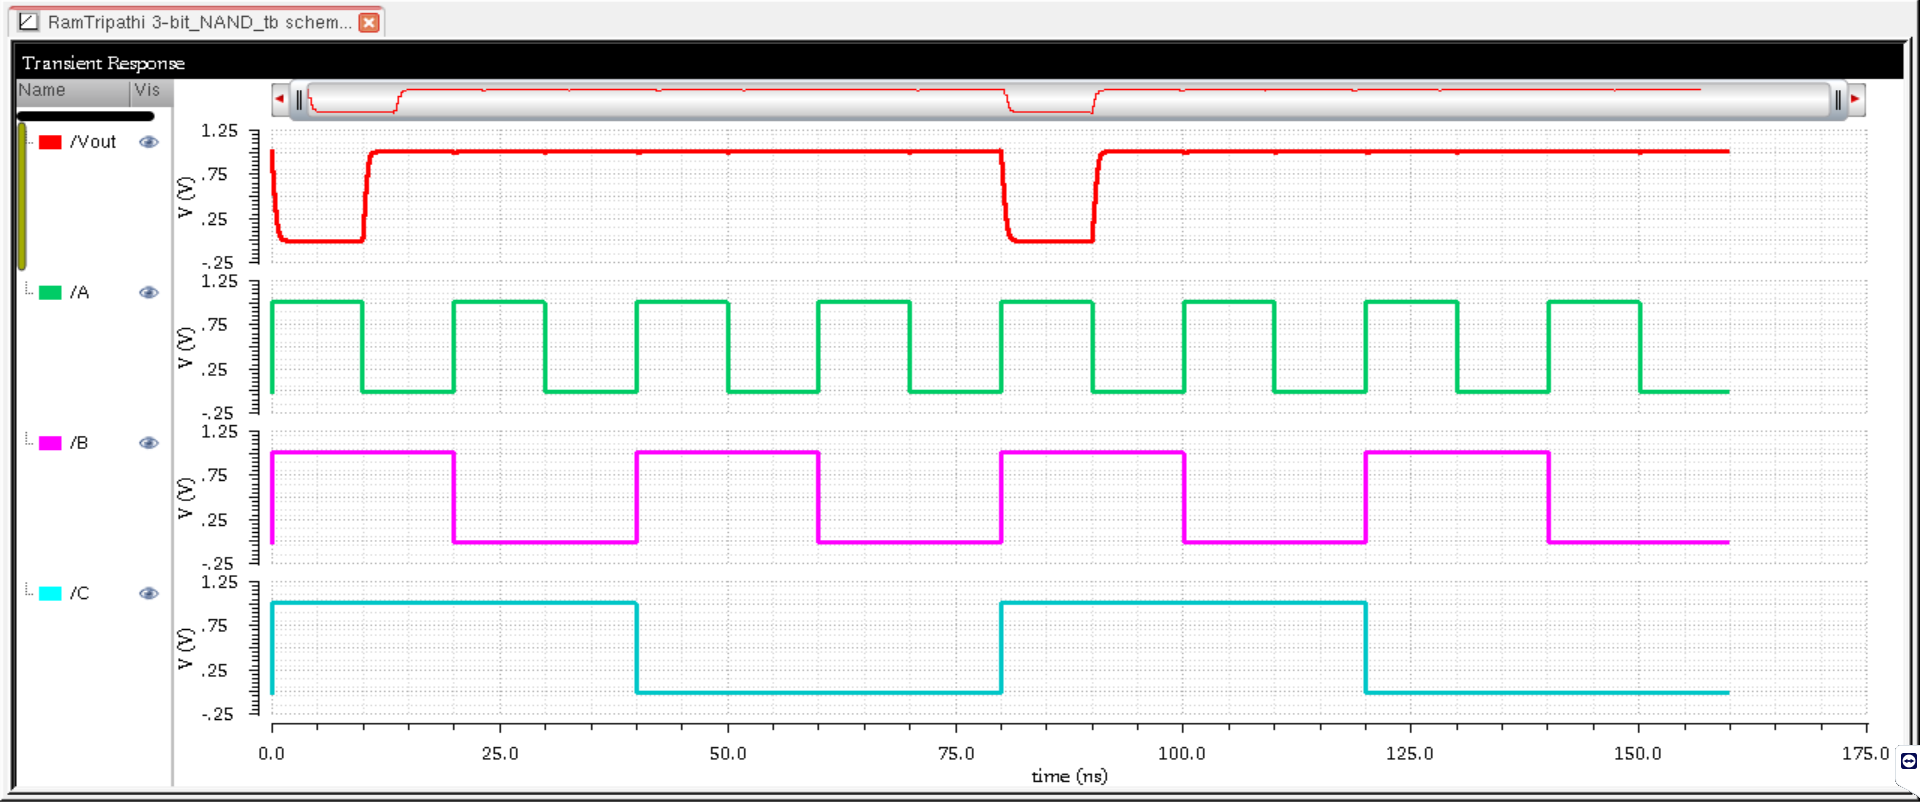 RamTripathi 3-bit_NAND_tb schem...
Transient Response
Name Vis
/Vout
1.25
.75
.25
-.25
V (V)
/A
1.25
.75
.25
-.25
V (V)
/B
1.25
.75
.25
-.25
V (V)
/C
1.25
.75
.25
-.25
V (V)
0.0 25.0 50.0 75.0 100.0 125.0 150.0 175.0
time (ns)